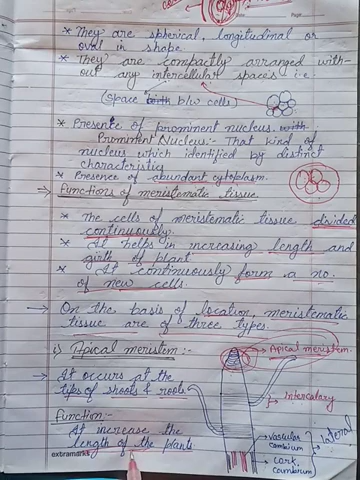 * They are spherical, longitudinal or
oval in shape.
* They are compactly arranged with-
out any intercellular spaces i.e.
(space b/w cells)
* Presence of prominent nucleus.
Prominent Nucleus:- That kind of
nucleus which identified by distinct
characteristics
* Presence of abundant cytoplasm.
→ Functions of meristematic tissue
* The cells of meristematic tissue divided
continuously.
* It helps in increasing length and
girth of plant
* It continuously form a no.
of new cells.
→ On the basis of location, meristematic
tissue are of three types.
i) Apical meristem :-
→ Apical meristem
→ It occurs at the
tips of shoots & roots.
→ Intercalary
Function:-
It increase the
length of the plants
→ vascular
cambium
lateral
→ Cork
extramarks